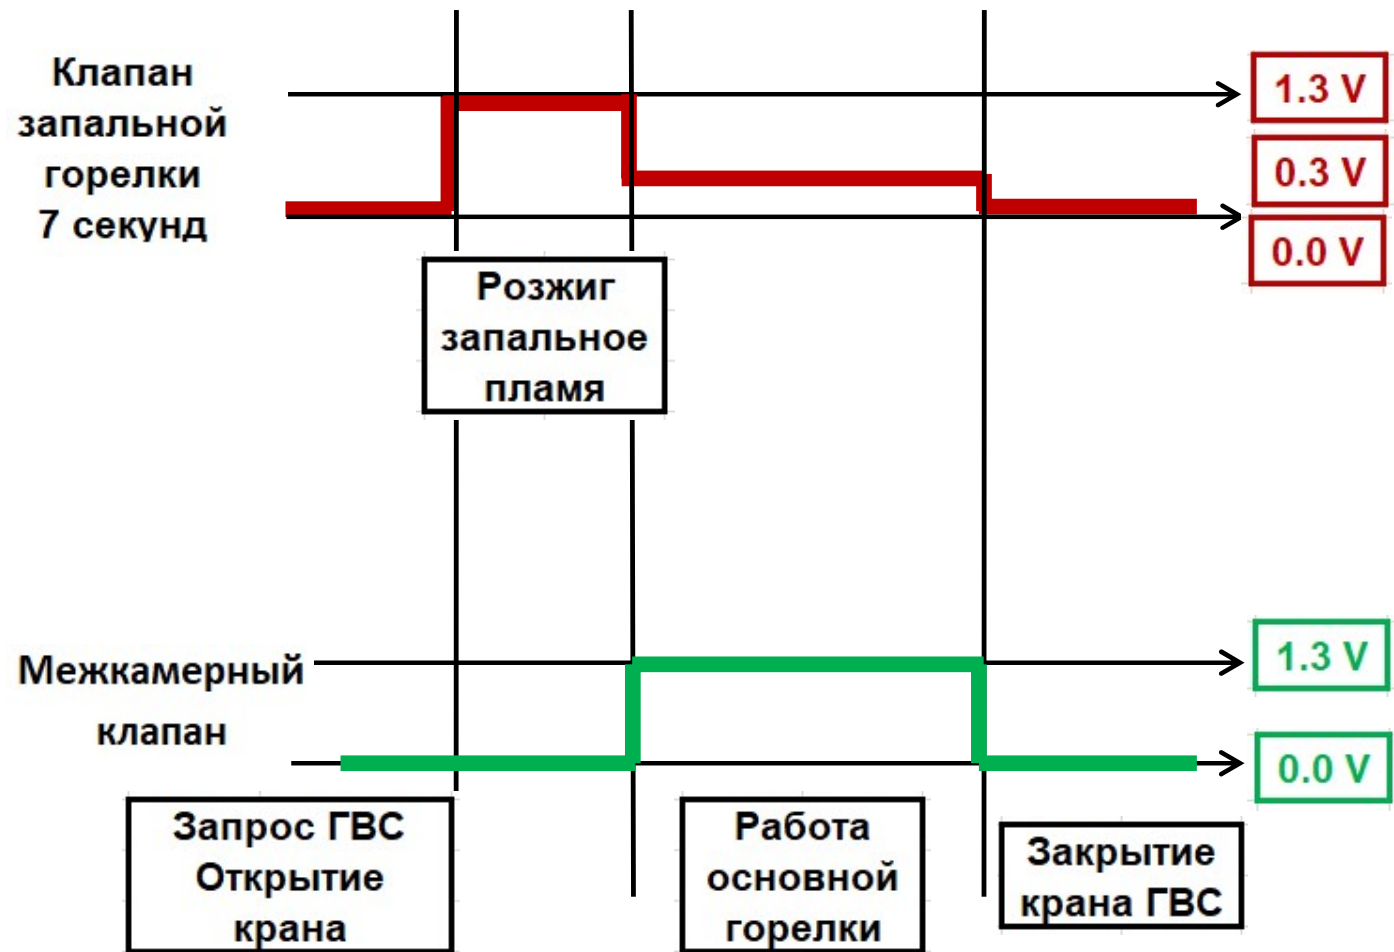 Клапан
запальной
горелки
7 секунд
1.3 V
0.3 V
0.0 V
Розжиг
запальное
пламя
Межкамерный
клапан
1.3 V
0.0 V
Запрос ГВС
Открытие
крана
Работа
основной
горелки
Закрытие
крана ГВС